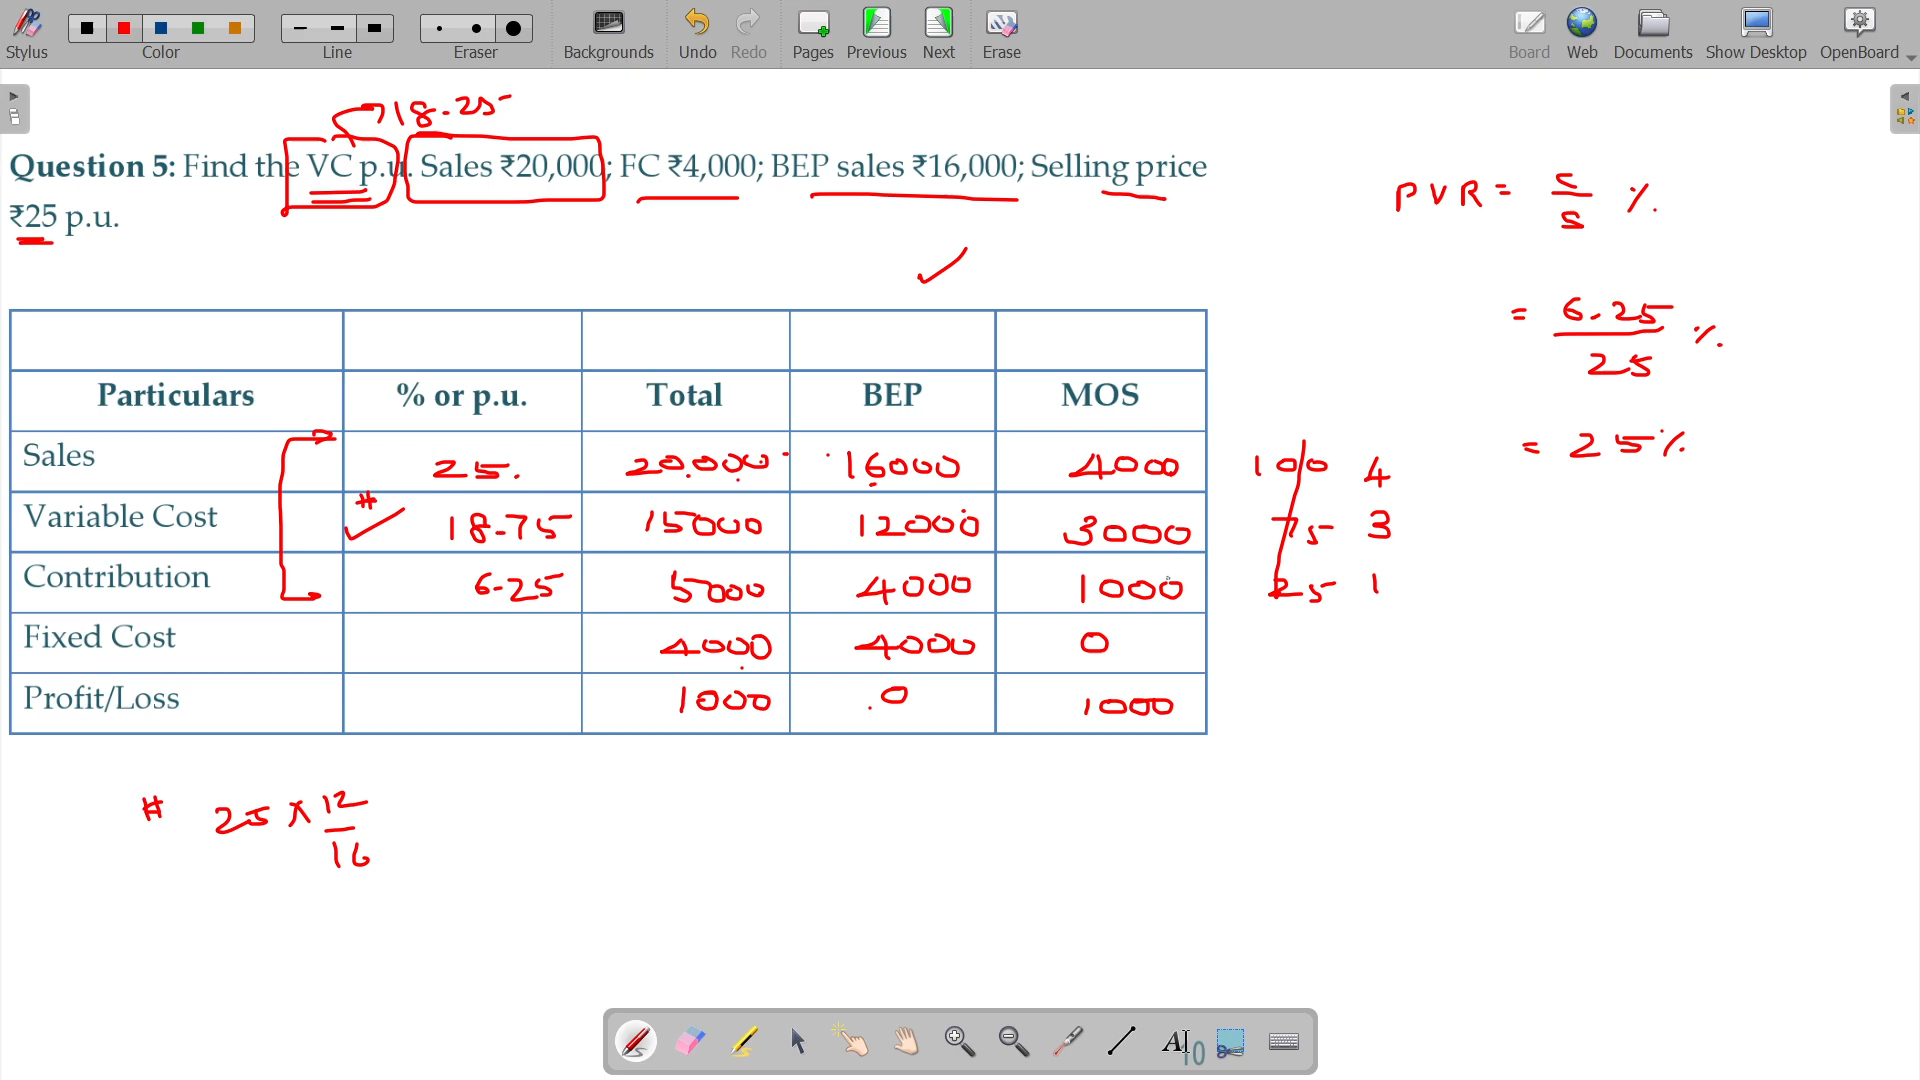 Stylus
Color
Line
Eraser
Backgrounds
Undo
Redo
Pages
Previous
Next
Erase
Board
Web
Documents
Show Desktop
OpenBoard
18.25
Question 5: Find the VC p.u. Sales ₹20,000; FC ₹4,000; BEP sales ₹16,000; Selling price
₹25 p.u.
PVR = C/S %
= 6.25/25 %
= 25%
Particulars % or p.u. Total BEP MOS
Sales 25. 20.000 16000 4000 100 4
Variable Cost # 18.75 15000 12000 3000 75 3
Contribution 6.25 5000 4000 1000 25 1
Fixed Cost 4000 4000 0
Profit/Loss 1000 0 1000
# 25 x 12/16
10